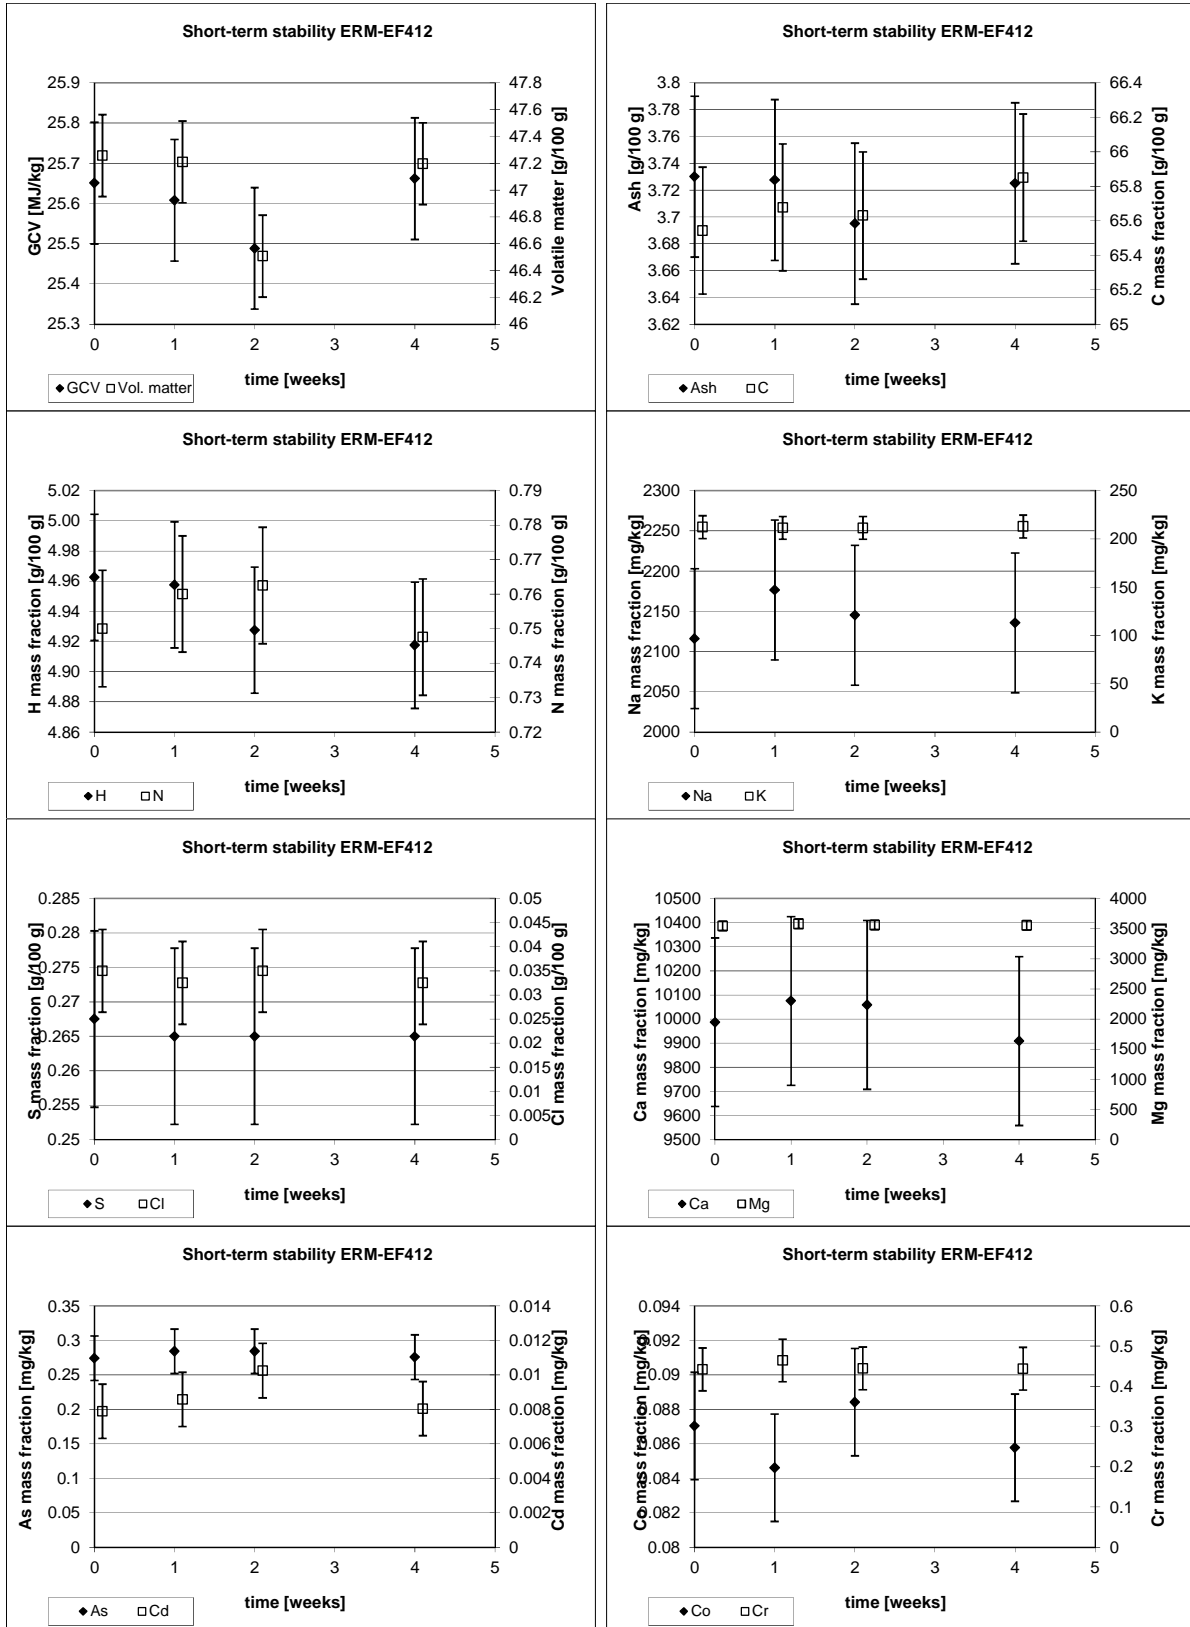 Short-term stability ERM-EF412
GCV [MJ/kg]
25.9
25.8
25.7
25.6
25.5
25.4
25.3
47.8
47.6
47.4
47.2
47
46.8
46.6
46.4
46.2
46
Volatile matter [g/100 g]
0 1 2 3 4 5
time [weeks]
GCV Vol. matter
Short-term stability ERM-EF412
Ash [g/100 g]
3.8
3.78
3.76
3.74
3.72
3.7
3.68
3.66
3.64
3.62
66.4
66.2
66
65.8
65.6
65.4
65.2
65
C mass fraction [g/100 g]
0 1 2 3 4 5
time [weeks]
Ash C
Short-term stability ERM-EF412
H mass fraction [g/100 g]
5.02
5.00
4.98
4.96
4.94
4.92
4.90
4.88
4.86
0.79
0.78
0.77
0.76
0.75
0.74
0.73
0.72
N mass fraction [g/100 g]
0 1 2 3 4 5
time [weeks]
H N
Short-term stability ERM-EF412
Na mass fraction [mg/kg]
2300
2250
2200
2150
2100
2050
2000
250
200
150
100
50
0
K mass fraction [mg/kg]
0 1 2 3 4 5
time [weeks]
Na K
Short-term stability ERM-EF412
S mass fraction [g/100 g]
0.285
0.28
0.275
0.27
0.265
0.26
0.255
0.25
0.05
0.045
0.04
0.035
0.03
0.025
0.02
0.015
0.01
0.005
0
Cl mass fraction [g/100 g]
0 1 2 3 4 5
time [weeks]
S Cl
Short-term stability ERM-EF412
Ca mass fraction [mg/kg]
10500
10400
10300
10200
10100
10000
9900
9800
9700
9600
9500
4000
3500
3000
2500
2000
1500
1000
500
0
Mg mass fraction [mg/kg]
0 1 2 3 4 5
time [weeks]
Ca Mg
Short-term stability ERM-EF412
As mass fraction [mg/kg]
0.35
0.3
0.25
0.2
0.15
0.1
0.05
0
0.014
0.012
0.01
0.008
0.006
0.004
0.002
0
Cd mass fraction [mg/kg]
0 1 2 3 4 5
time [weeks]
As Cd
Short-term stability ERM-EF412
Co mass fraction [mg/kg]
0.094
0.092
0.09
0.088
0.086
0.084
0.082
0.08
0.6
0.5
0.4
0.3
0.2
0.1
0
Cr mass fraction [mg/kg]
0 1 2 3 4 5
time [weeks]
Co Cr